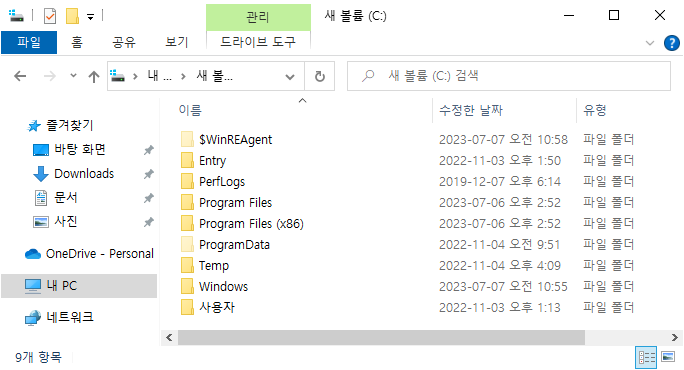 관리
새 볼륨 (C:)
파일 홈 공유 보기 드라이브 도구
내 ... 새 볼... 새 볼륨 (C:) 검색
이름 수정한 날짜 유형
즐겨찾기
바탕 화면
Downloads
문서
사진
OneDrive - Personal
내 PC
네트워크
$WinREAgent 2023-07-07 오전 10:58 파일 폴더
Entry 2022-11-03 오후 1:50 파일 폴더
PerfLogs 2019-12-07 오후 6:14 파일 폴더
Program Files 2023-07-06 오후 2:52 파일 폴더
Program Files (x86) 2023-07-06 오후 2:52 파일 폴더
ProgramData 2022-11-04 오전 9:51 파일 폴더
Temp 2022-11-04 오후 4:09 파일 폴더
Windows 2023-07-07 오전 10:55 파일 폴더
사용자 2022-11-03 오후 1:13 파일 폴더
9개 항목